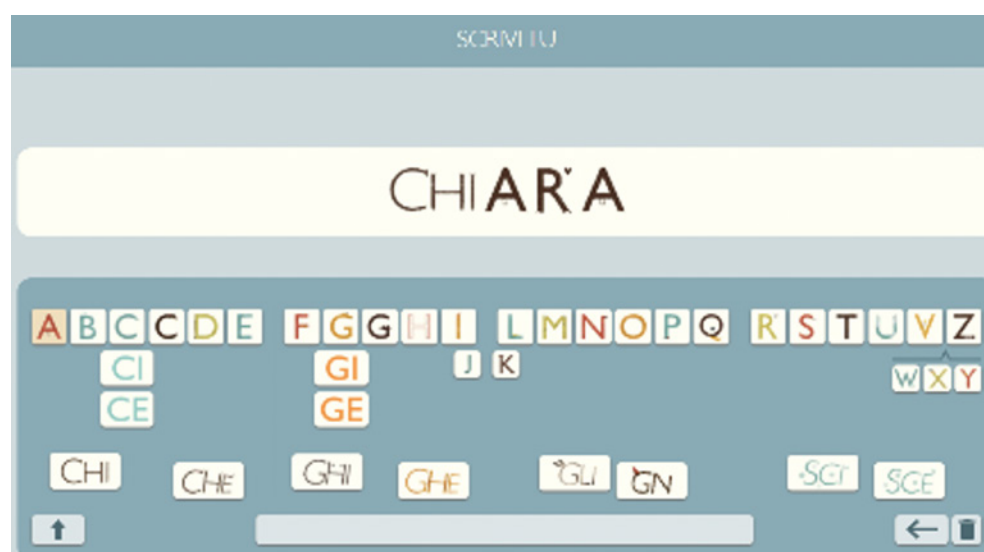 SCRIVI TU
CHIARA
A B C C D E F G G H I L M N O P Q R S T U V Z
CI GI J K W X Y
CE GE
CHI CHE GHI GHE GLI GN SCI SCE